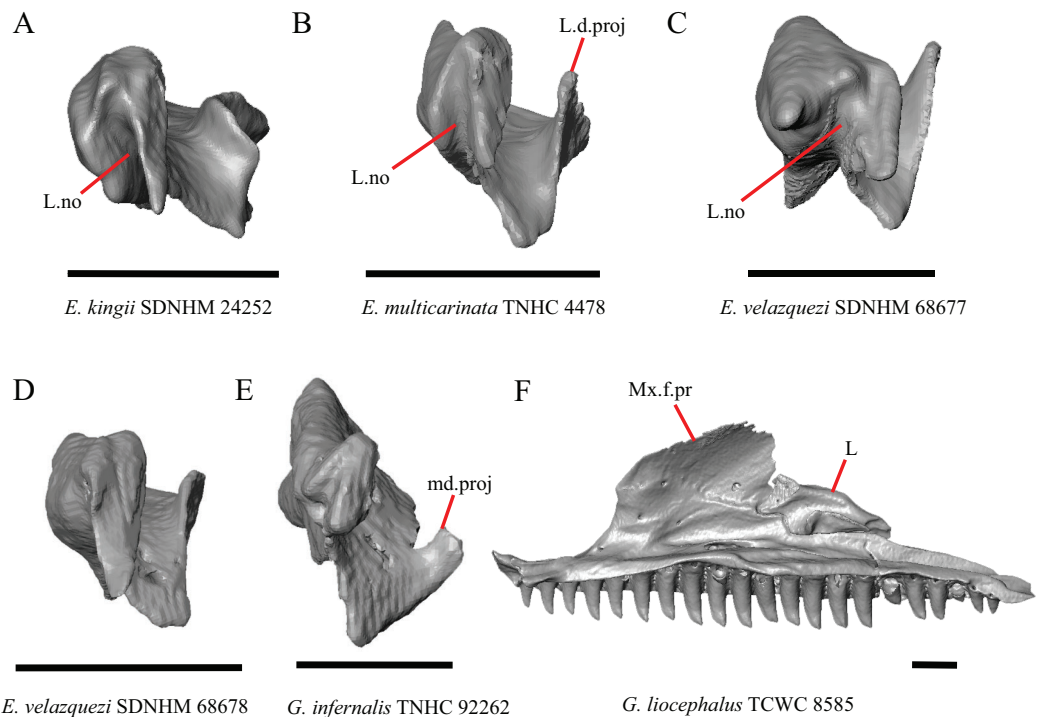 A
B
L.d.proj
C
L.no
L.no
L.no
E. kingii SDNHM 24252
E. multicarinata TNHC 4478
E. velazquezi SDNHM 68677
D
E
F
Mx.f.pr
L
md.proj
E. velazquezi SDNHM 68678
G. infernalis TNHC 92262
G. liocephalus TCWC 8585